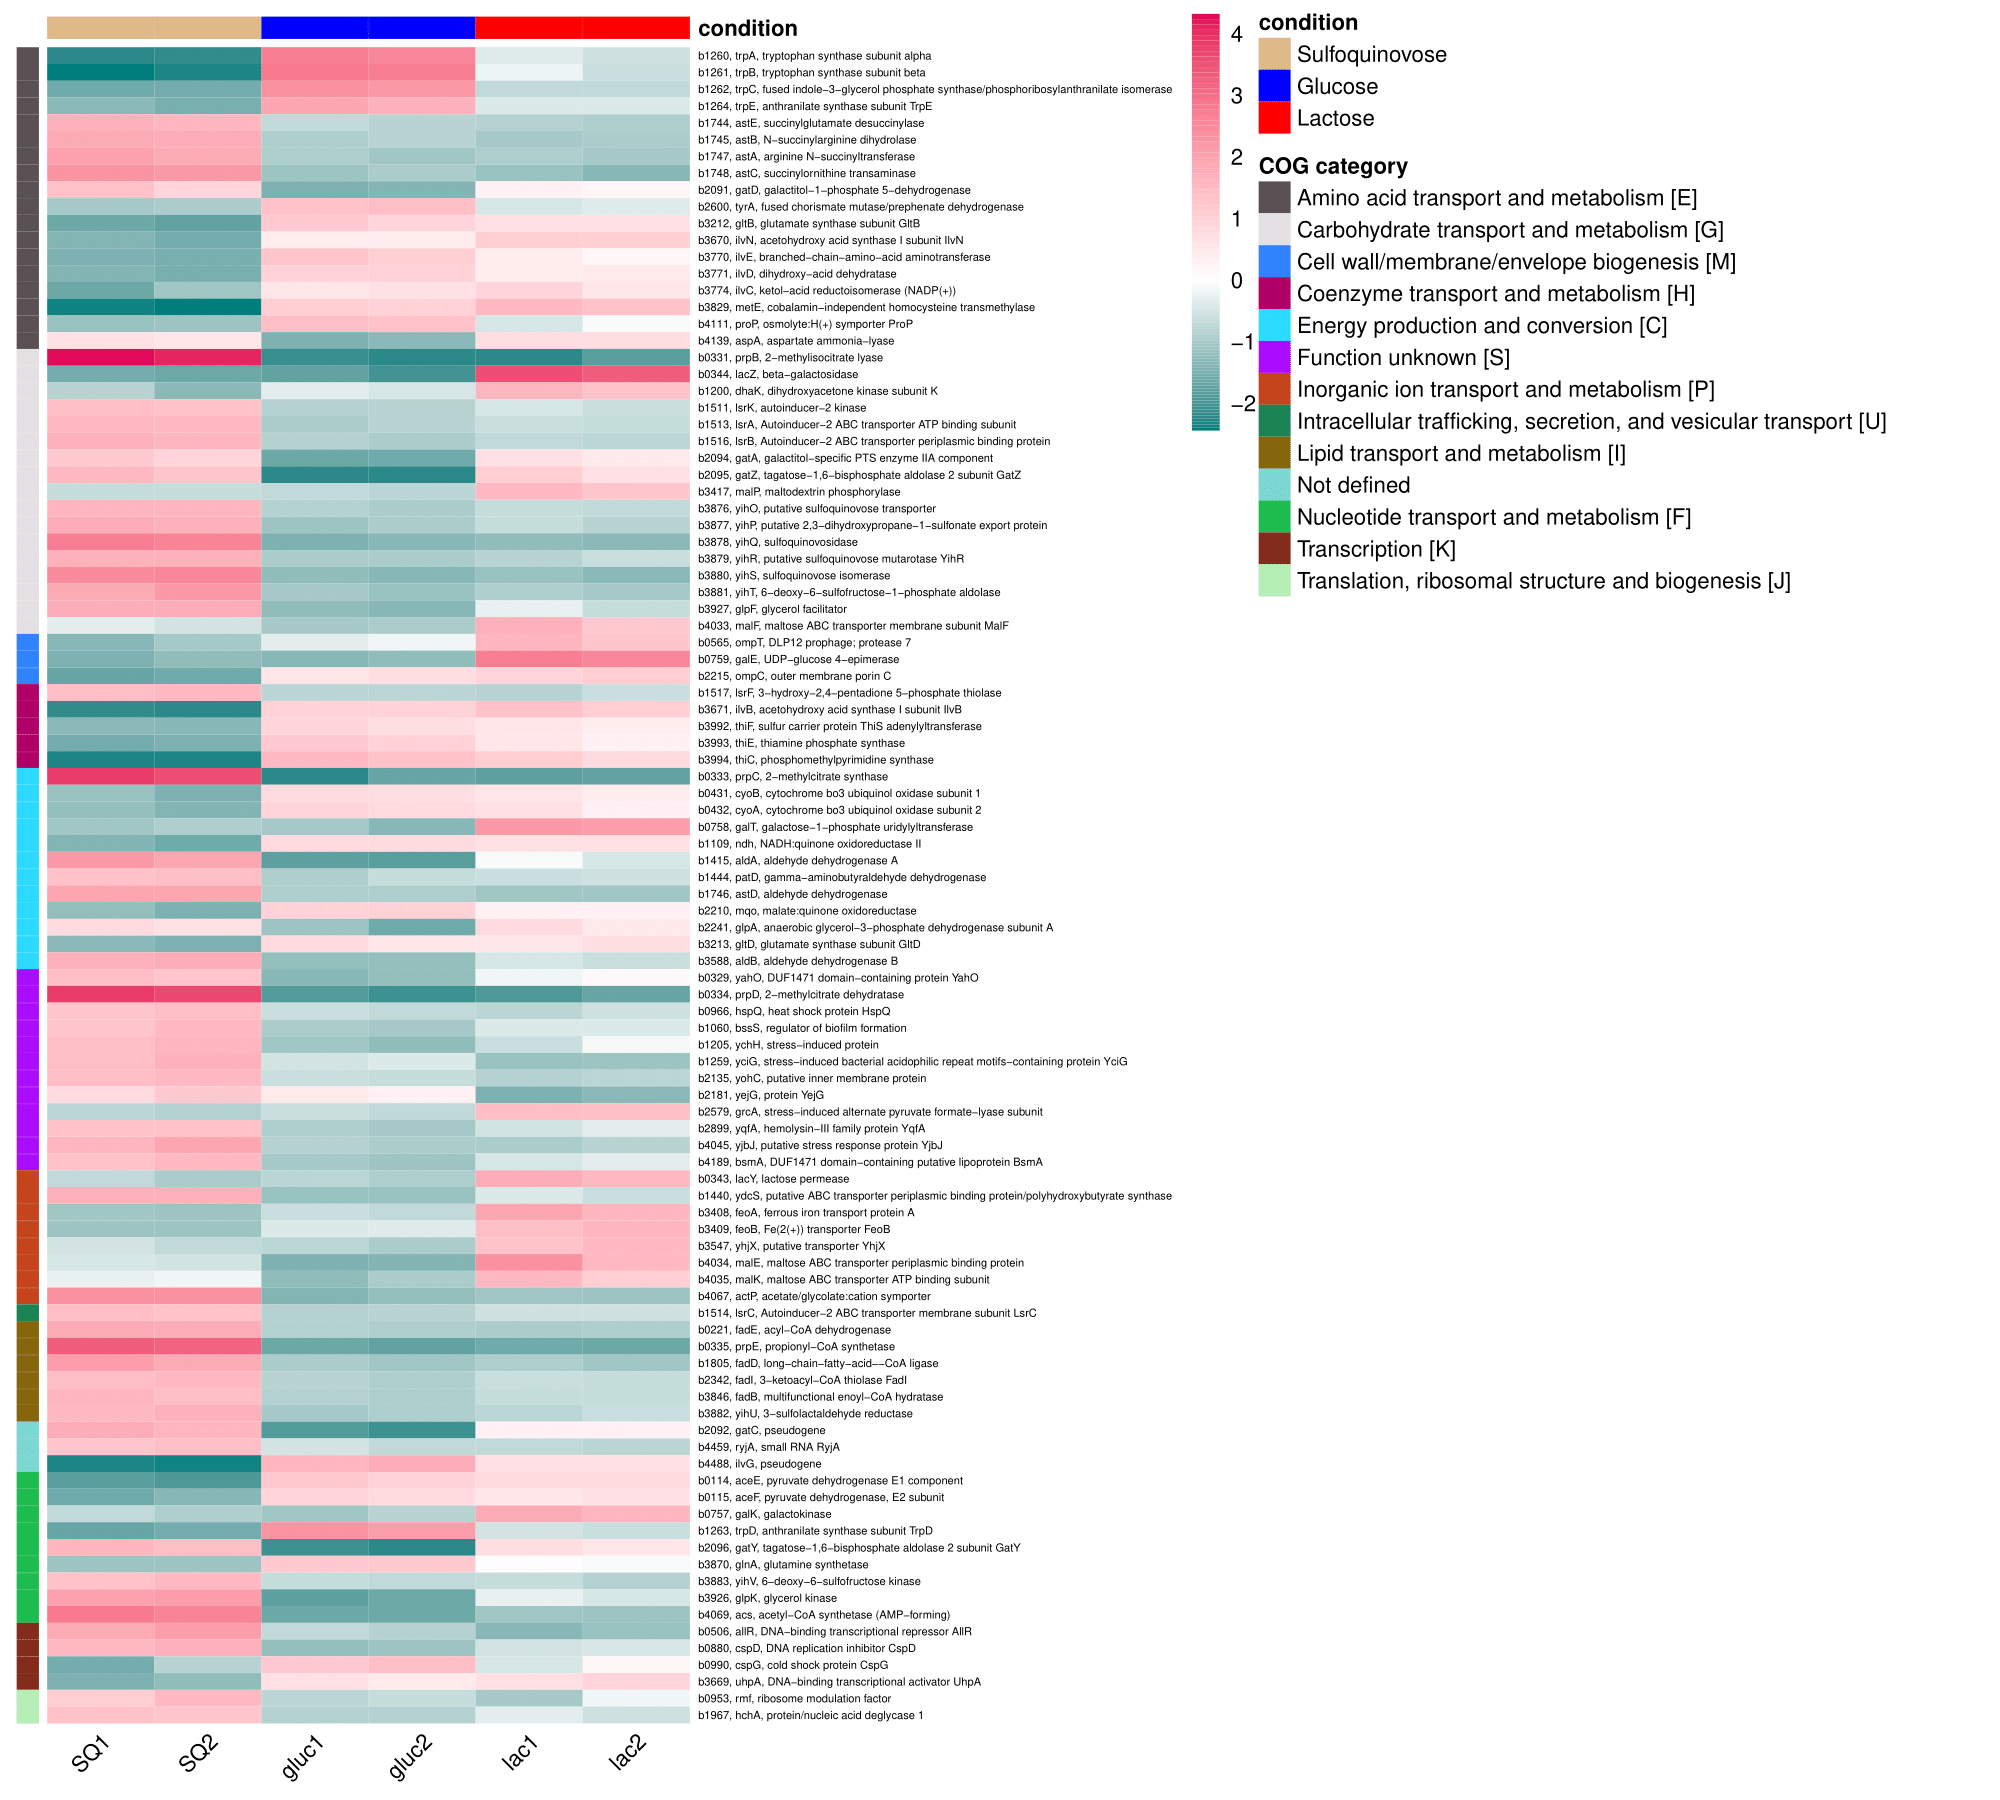 condition
b1260, trpA, tryptophan synthase subunit alpha
b1261, trpB, tryptophan synthase subunit beta
b1262, trpC, fused indole−3−glycerol phosphate synthase/phosphoribosylanthranilate isomerase
b1264, trpE, anthranilate synthase subunit TrpE
b1744, astE, succinylglutamate desuccinylase
b1745, astB, N−succinylarginine dihydrolase
b1747, astA, arginine N−succinyltransferase
b1748, astC, succinylornithine transaminase
b2091, gatD, galactitol−1−phosphate 5−dehydrogenase
b2600, tyrA, fused chorismate mutase/prephenate dehydrogenase
b3212, gltB, glutamate synthase subunit GltB
b3670, ilvN, acetohydroxy acid synthase I subunit IlvN
b3770, ilvE, branched−chain−amino−acid aminotransferase
b3771, ilvD, dihydroxy−acid dehydratase
b3774, ilvC, ketol−acid reductoisomerase (NADP(+))
b3829, metE, cobalamin−independent homocysteine transmethylase
b4111, proP, osmolyte:H(+) symporter ProP
b4139, aspA, aspartate ammonia−lyase
b0331, prpB, 2−methylisocitrate lyase
b0344, lacZ, beta−galactosidase
b1200, dhaK, dihydroxyacetone kinase subunit K
b1511, lsrK, autoinducer−2 kinase
b1513, lsrA, Autoinducer−2 ABC transporter ATP binding subunit
b1516, lsrB, Autoinducer−2 ABC transporter periplasmic binding protein
b2094, gatA, galactitol−specific PTS enzyme IIA component
b2095, gatZ, tagatose−1,6−bisphosphate aldolase 2 subunit GatZ
b3417, malP, maltodextrin phosphorylase
b3876, yihO, putative sulfoquinovose transporter
b3877, yihP, putative 2,3−dihydroxypropane−1−sulfonate export protein
b3878, yihQ, sulfoquinovosidase
b3879, yihR, putative sulfoquinovose mutarotase YihR
b3880, yihS, sulfoquinovose isomerase
b3881, yihT, 6−deoxy−6−sulfofructose−1−phosphate aldolase
b3927, glpF, glycerol facilitator
b4033, malF, maltose ABC transporter membrane subunit MalF
b0565, ompT, DLP12 prophage; protease 7
b0759, galE, UDP−glucose 4−epimerase
b2215, ompC, outer membrane porin C
b1517, lsrF, 3−hydroxy−2,4−pentadione 5−phosphate thiolase
b3671, ilvB, acetohydroxy acid synthase I subunit IlvB
b3992, thiF, sulfur carrier protein ThiS adenylyltransferase
b3993, thiE, thiamine phosphate synthase
b3994, thiC, phosphomethylpyrimidine synthase
b0333, prpC, 2−methylcitrate synthase
b0431, cyoB, cytochrome bo3 ubiquinol oxidase subunit 1
b0432, cyoA, cytochrome bo3 ubiquinol oxidase subunit 2
b0758, galT, galactose−1−phosphate uridylyltransferase
b1109, ndh, NADH:quinone oxidoreductase II
b1415, aldA, aldehyde dehydrogenase A
b1444, patD, gamma−aminobutyraldehyde dehydrogenase
b1746, astD, aldehyde dehydrogenase
b2210, mqo, malate:quinone oxidoreductase
b2241, glpA, anaerobic glycerol−3−phosphate dehydrogenase subunit A
b3213, gltD, glutamate synthase subunit GltD
b3588, aldB, aldehyde dehydrogenase B
b0329, yahO, DUF1471 domain−containing protein YahO
b0334, prpD, 2−methylcitrate dehydratase
b0966, hspQ, heat shock protein HspQ
b1060, bssS, regulator of biofilm formation
b1205, ychH, stress−induced protein
b1259, yciG, stress−induced bacterial acidophilic repeat motifs−containing protein YciG
b2135, yohC, putative inner membrane protein
b2181, yejG, protein YejG
b2579, grcA, stress−induced alternate pyruvate formate−lyase subunit
b2899, yqfA, hemolysin−III family protein YqfA
b4045, yjbJ, putative stress response protein YjbJ
b4189, bsmA, DUF1471 domain−containing putative lipoprotein BsmA
b0343, lacY, lactose permease
b1440, ydcS, putative ABC transporter periplasmic binding protein/polyhydroxybutyrate synthase
b3408, feoA, ferrous iron transport protein A
b3409, feoB, Fe(2(+)) transporter FeoB
b3547, yhjX, putative transporter YhjX
b4034, malE, maltose ABC transporter periplasmic binding protein
b4035, malK, maltose ABC transporter ATP binding subunit
b4067, actP, acetate/glycolate:cation symporter
b1514, lsrC, Autoinducer−2 ABC transporter membrane subunit LsrC
b0221, fadE, acyl−CoA dehydrogenase
b0335, prpE, propionyl−CoA synthetase
b1805, fadD, long−chain−fatty−acid−−CoA ligase
b2342, fadI, 3−ketoacyl−CoA thiolase FadI
b3846, fadB, multifunctional enoyl−CoA hydratase
b3882, yihU, 3−sulfolactaldehyde reductase
b2092, gatC, pseudogene
b4459, ryjA, small RNA RyjA
b4488, ilvG, pseudogene
b0114, aceE, pyruvate dehydrogenase E1 component
b0115, aceF, pyruvate dehydrogenase, E2 subunit
b0757, galK, galactokinase
b1263, trpD, anthranilate synthase subunit TrpD
b2096, gatY, tagatose−1,6−bisphosphate aldolase 2 subunit GatY
b3870, glnA, glutamine synthetase
b3883, yihV, 6−deoxy−6−sulfofructose kinase
b3926, glpK, glycerol kinase
b4069, acs, acetyl−CoA synthetase (AMP−forming)
b0506, allR, DNA−binding transcriptional repressor AllR
b0880, cspD, DNA replication inhibitor CspD
b0990, cspG, cold shock protein CspG
b3669, uhpA, DNA−binding transcriptional activator UhpA
b0953, rmf, ribosome modulation factor
b1967, hchA, protein/nucleic acid deglycase 1
SQ1
SQ2
gluc1
gluc2
lac1
lac2
4
3
2
1
0
−1
−2
condition
Sulfoquinovose
Glucose
Lactose
COG category
Amino acid transport and metabolism [E]
Carbohydrate transport and metabolism [G]
Cell wall/membrane/envelope biogenesis [M]
Coenzyme transport and metabolism [H]
Energy production and conversion [C]
Function unknown [S]
Inorganic ion transport and metabolism [P]
Intracellular trafficking, secretion, and vesicular transport [U]
Lipid transport and metabolism [I]
Not defined
Nucleotide transport and metabolism [F]
Transcription [K]
Translation, ribosomal structure and biogenesis [J]